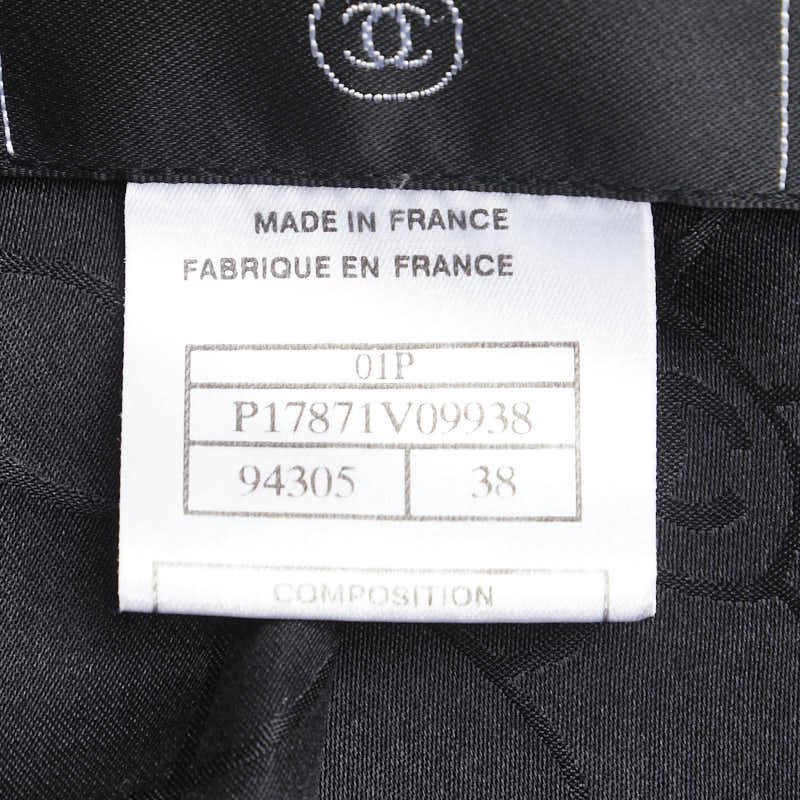 MADE IN FRANCE
FABRIQUE EN FRANCE
01P
P17871V09938
94305 38
COMPOSITION